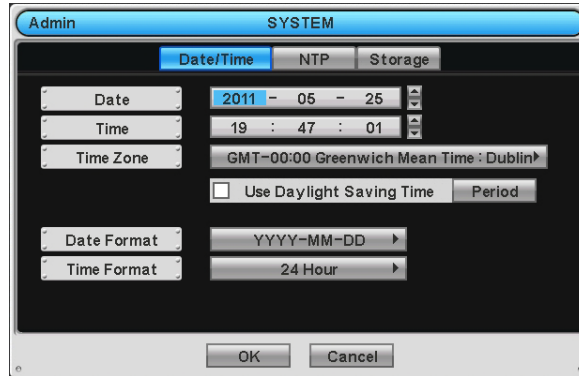 Admin SYSTEM
Date/Time NTP Storage
Date 2011 - 05 - 25
Time 19 : 47 : 01
Time Zone GMT-00:00 Greenwich Mean Time : Dublin
Use Daylight Saving Time Period
Date Format YYYY-MM-DD
Time Format 24 Hour
OK Cancel